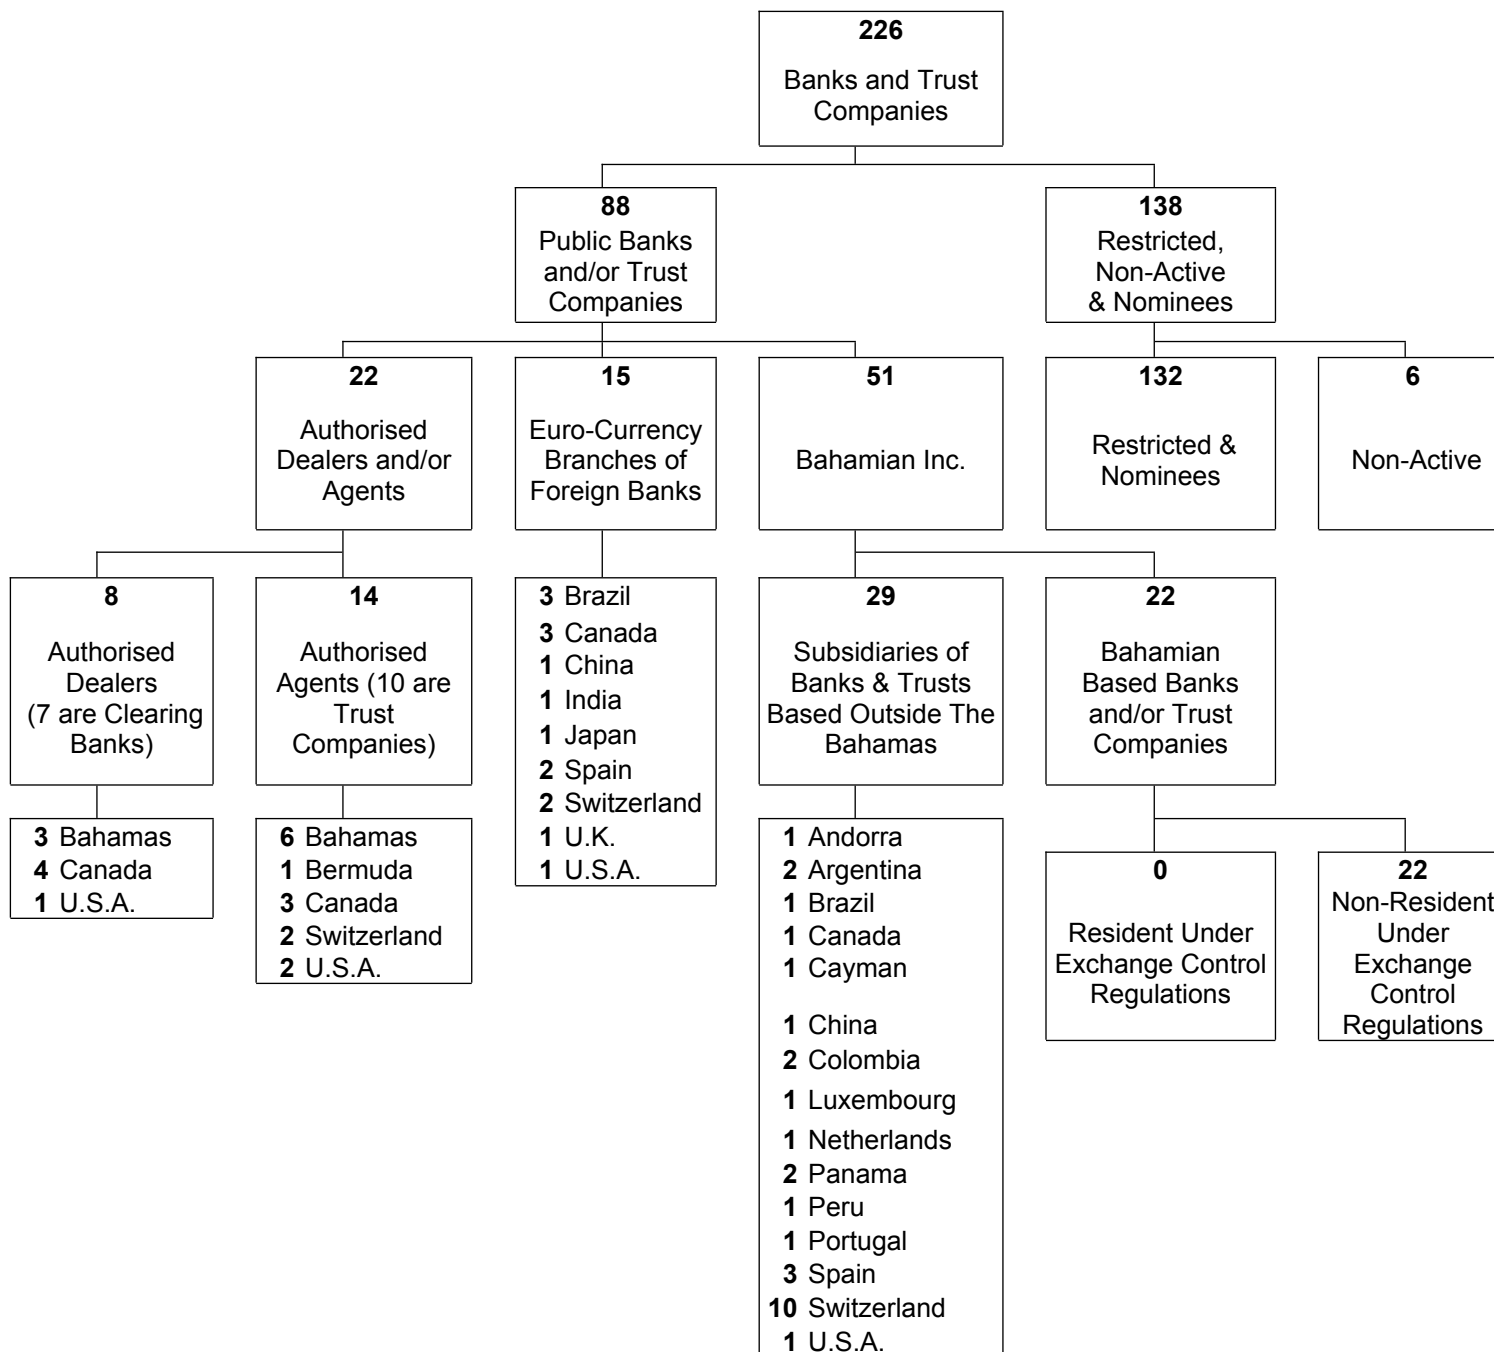 226
Banks and Trust
Companies
88
Public Banks
and/or Trust
Companies
138
Restricted,
Non-Active
& Nominees
22
Authorised
Dealers and/or
Agents
15
Euro-Currency
Branches of
Foreign Banks
51
Bahamian Inc.
132
Restricted &
Nominees
6
Non-Active
8
Authorised
Dealers
(7 are Clearing
Banks)
14
Authorised
Agents (10 are
Trust
Companies)
3 Brazil
3 Canada
1 China
1 India
1 Japan
2 Spain
2 Switzerland
1 U.K.
1 U.S.A.
29
Subsidiaries of
Banks & Trusts
Based Outside The
Bahamas
22
Bahamian
Based Banks
and/or Trust
Companies
3 Bahamas
4 Canada
1 U.S.A.
6 Bahamas
1 Bermuda
3 Canada
2 Switzerland
2 U.S.A.
1 Andorra
2 Argentina
1 Brazil
1 Canada
1 Cayman
1 China
2 Colombia
1 Luxembourg
1 Netherlands
2 Panama
1 Peru
1 Portugal
3 Spain
10 Switzerland
1 U.S.A.
0
Resident Under
Exchange Control
Regulations
22
Non-Resident
Under
Exchange
Control
Regulations